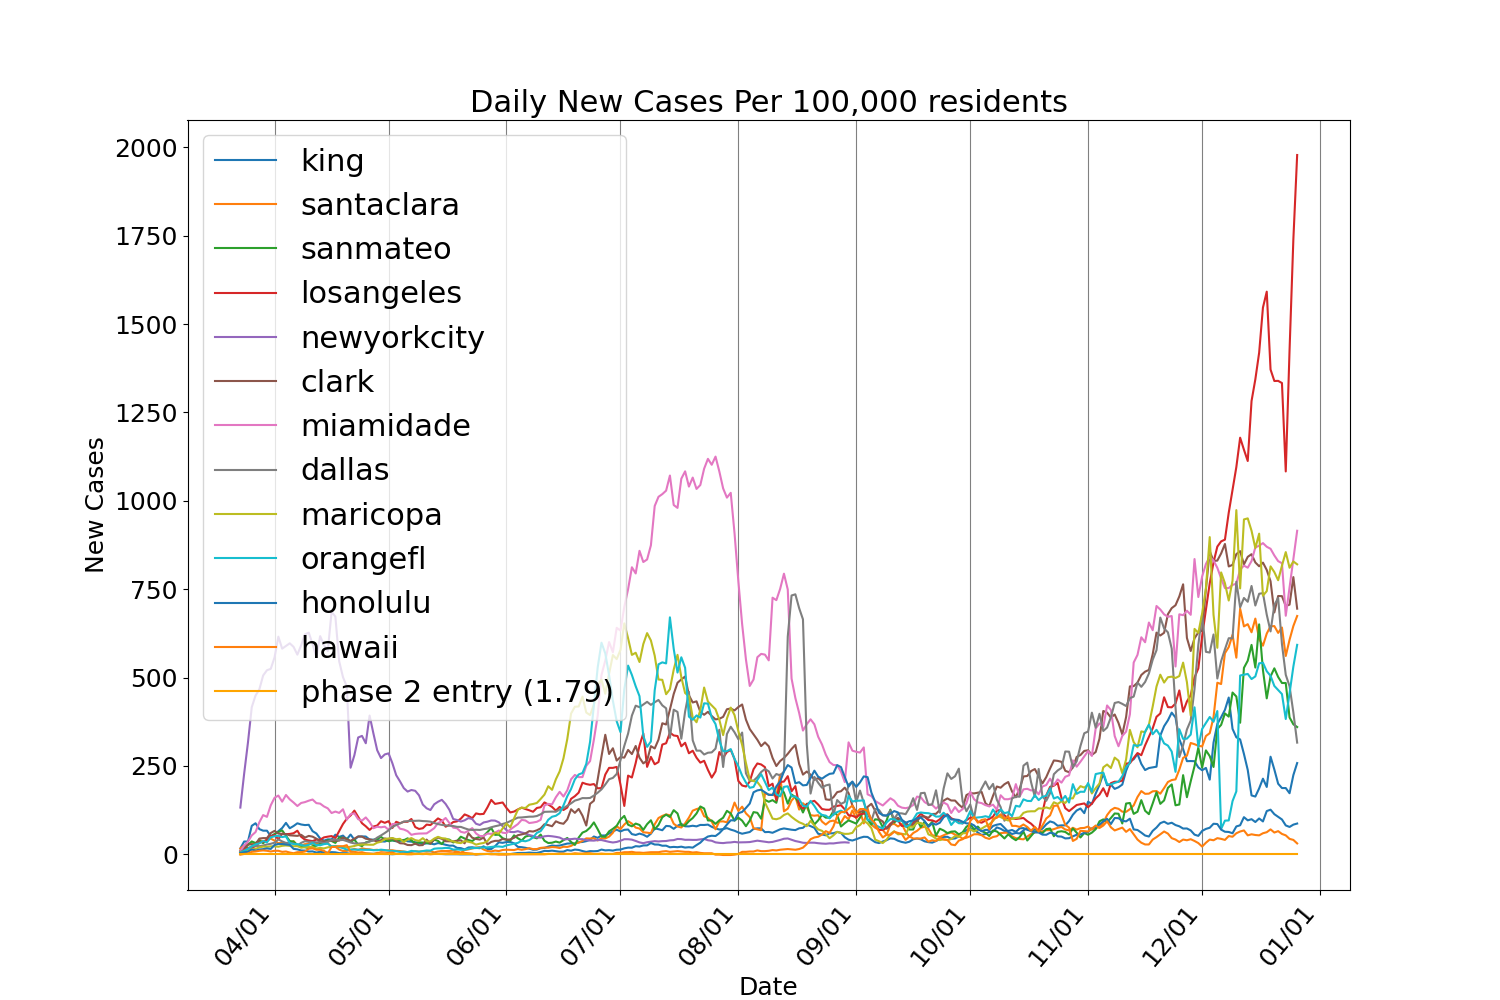 Daily New Cases Per 100,000 residents
2000
1750
1500
1250
1000
750
500
250
0
New Cases
king
santaclara
sanmateo
losangeles
newyorkcity
clark
miamidade
dallas
maricopa
orangefl
honolulu
hawaii
phase 2 entry (1.79)
04/01
05/01
06/01
07/01
08/01
09/01
10/01
11/01
12/01
01/01
Date